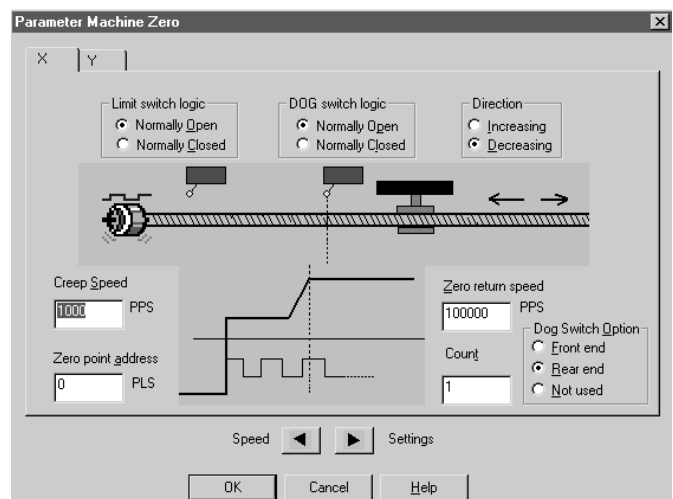 Parameter Machine Zero
X
Y
Limit switch logic
Normally Open
Normally Closed
DOG switch logic
Normally Open
Normally Closed
Direction
Increasing
Decreasing
Creep Speed
1000 PPS
Zero point address
0 PLS
Zero return speed
100000 PPS
Count
1
Dog Switch Option
Front end
Rear end
Not used
Speed
Settings
OK
Cancel
Help